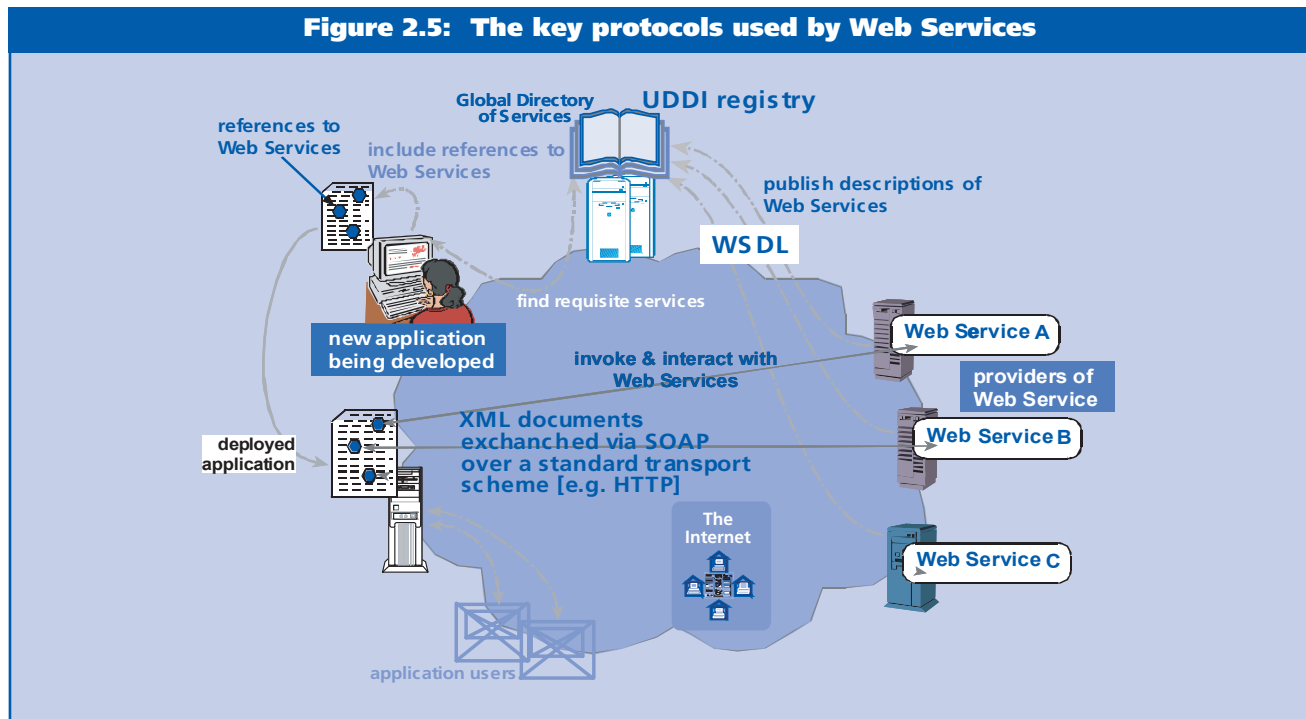 Figure 2.5: The key protocols used by Web Services
Global Directory
of Services
UDDI registry
references to
Web Services
include references to
Web Services
publish descriptions of
Web Services
WSDL
find requisite services
new application
being developed
Web Service A
invoke & interact with
Web Services
providers of
Web Service
XML documents
exchanched via SOAP
over a standard transport
scheme [e.g. HTTP]
Web Service B
deployed
application
The
Internet
Web Service C
application users